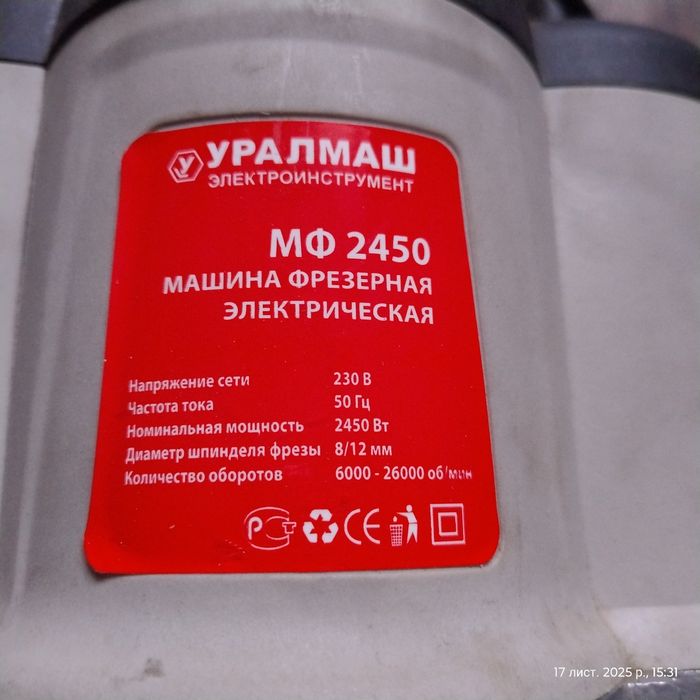 УРАЛМАШ
ЭЛЕКТРОИНСТРУМЕНТ
МФ 2450
МАШИНА ФРЕЗЕРНАЯ
ЭЛЕКТРИЧЕСКАЯ
Напряжение сети 230 В
Частота тока 50 Гц
Номинальная мощность 2450 Вт
Диаметр шпинделя фрезы 8/12 мм
Количество оборотов 6000 - 26000 об/мин
РСТ CE
17 лист. 2025 р., 15:31